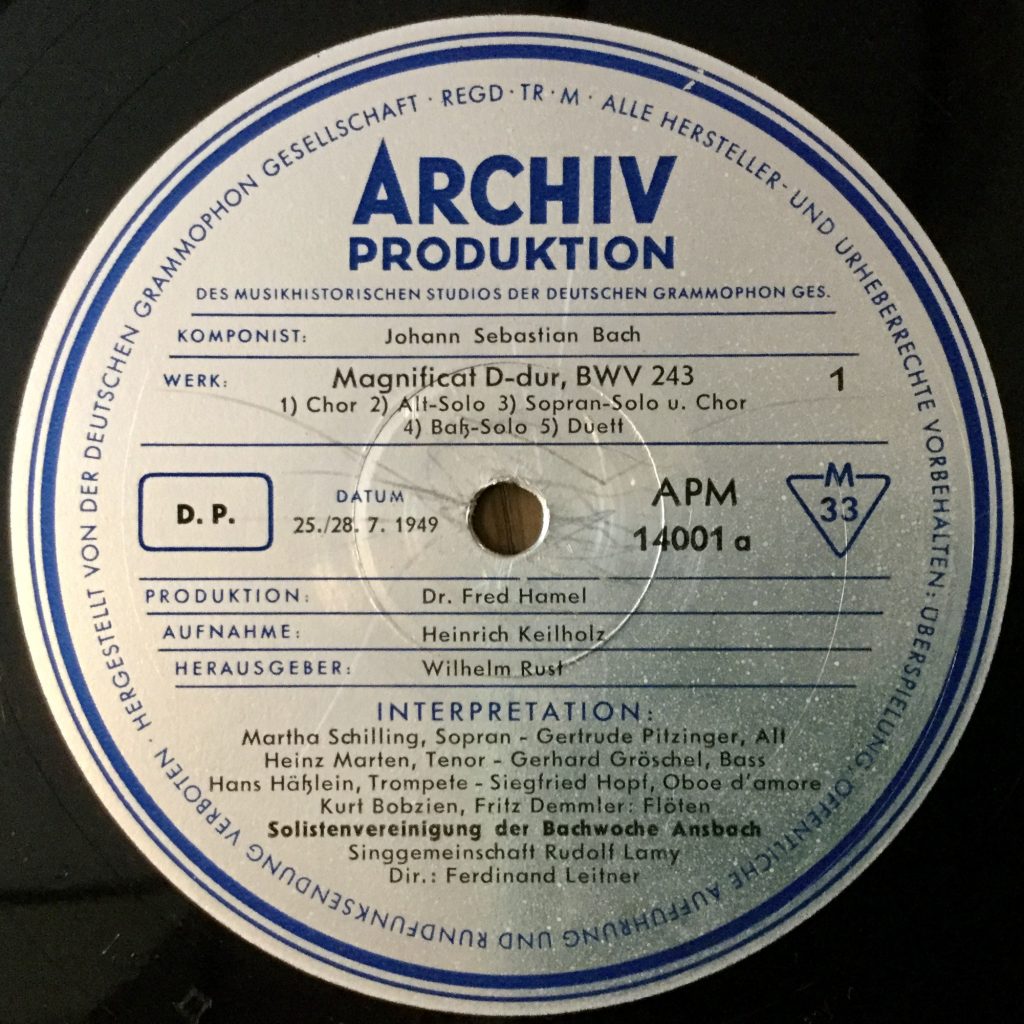 HERGESTELLT VON DER DEUTSCHEN GRAMMOPHON GESELLSCHAFT · REGD · TR · M · ALLE HERSTELLER- UND URHEBERRECHTE VORBEHALTEN: ÜBERSPIELUNG, ÖFFENTLICHE AUFFÜHRUNG UND RUNDFUNKSENDUNG VERBOTEN ·
ARCHIV
PRODUKTION
DES MUSIKHISTORISCHEN STUDIOS DER DEUTSCHEN GRAMMOPHON GES.
KOMPONIST: Johann Sebastian Bach
WERK: Magnificat D-dur, BWV 243 1
1) Chor 2) Alt-Solo 3) Sopran-Solo u. Chor
4) Baß-Solo 5) Duett
D. P.
DATUM
25./28. 7. 1949
APM
14001 a
M
33
PRODUKTION: Dr. Fred Hamel
AUFNAHME: Heinrich Keilholz
HERAUSGEBER: Wilhelm Rust
INTERPRETATION:
Martha Schilling, Sopran - Gertrude Pitzinger, Alt
Heinz Marten, Tenor - Gerhard Gröschel, Bass
Hans Häßlein, Trompete - Siegfried Hopf, Oboe d'amore
Kurt Bobzien, Fritz Demmler: Flöten
Solistenvereinigung der Bachwoche Ansbach
Singgemeinschaft Rudolf Lamy
Dir.: Ferdinand Leitner